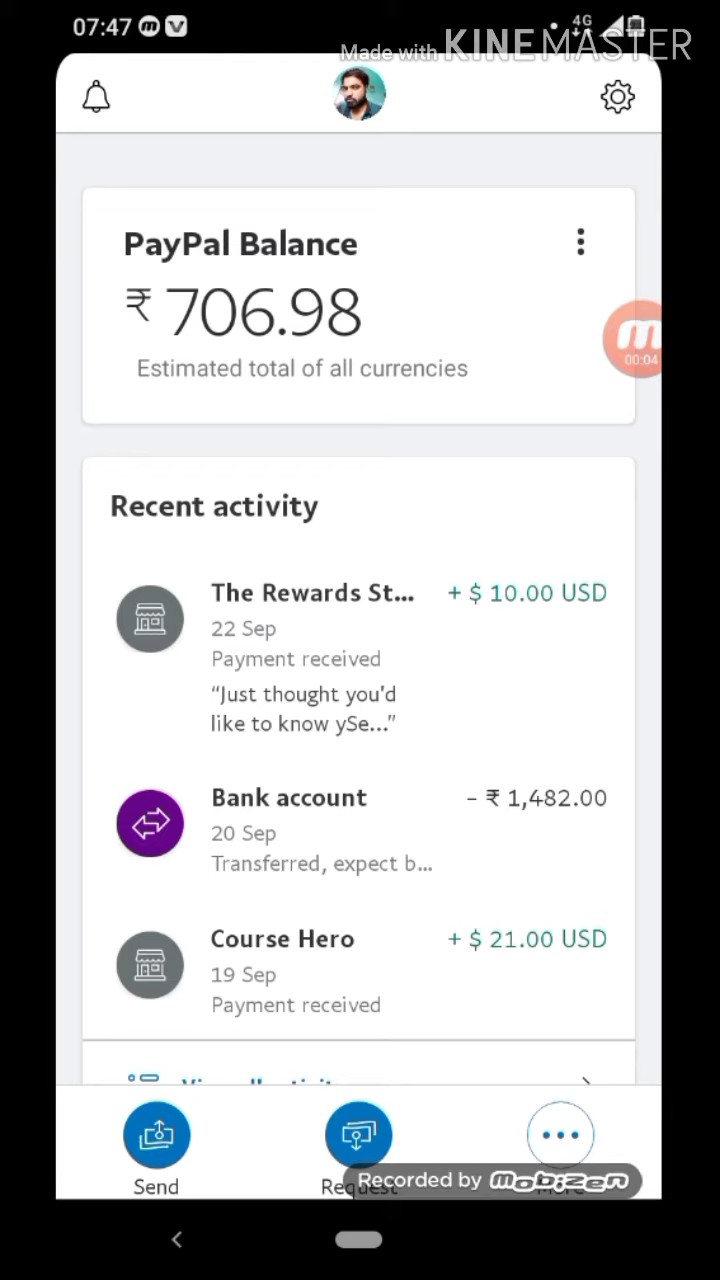 07:47
4G
Made with KINEMASTER
PayPal Balance
₹ 706.98
Estimated total of all currencies
00:04
Recent activity
The Rewards St... + $ 10.00 USD
22 Sep
Payment received
“Just thought you'd
like to know ySe...”
Bank account - ₹ 1,482.00
20 Sep
Transferred, expect b...
Course Hero + $ 21.00 USD
19 Sep
Payment received
Send Request More
Recorded by mobizen